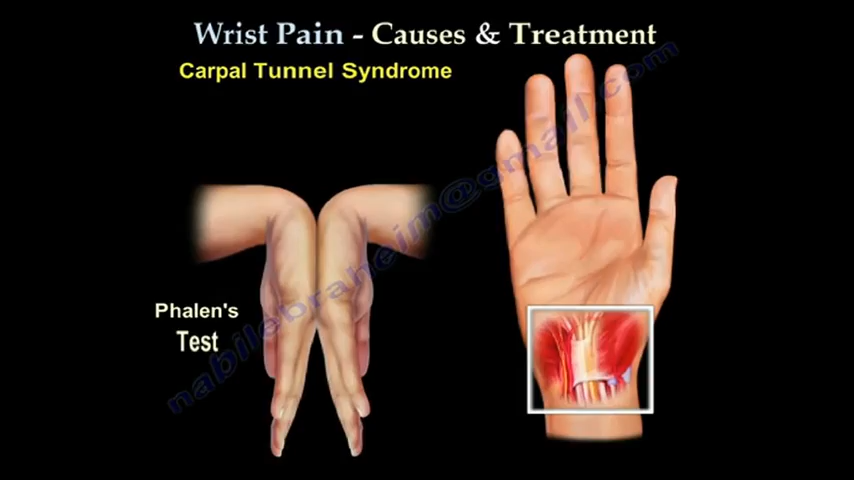 Wrist Pain - Causes & Treatment
Carpal Tunnel Syndrome
Phalen's
Test
nabilebraheim@gmail.com